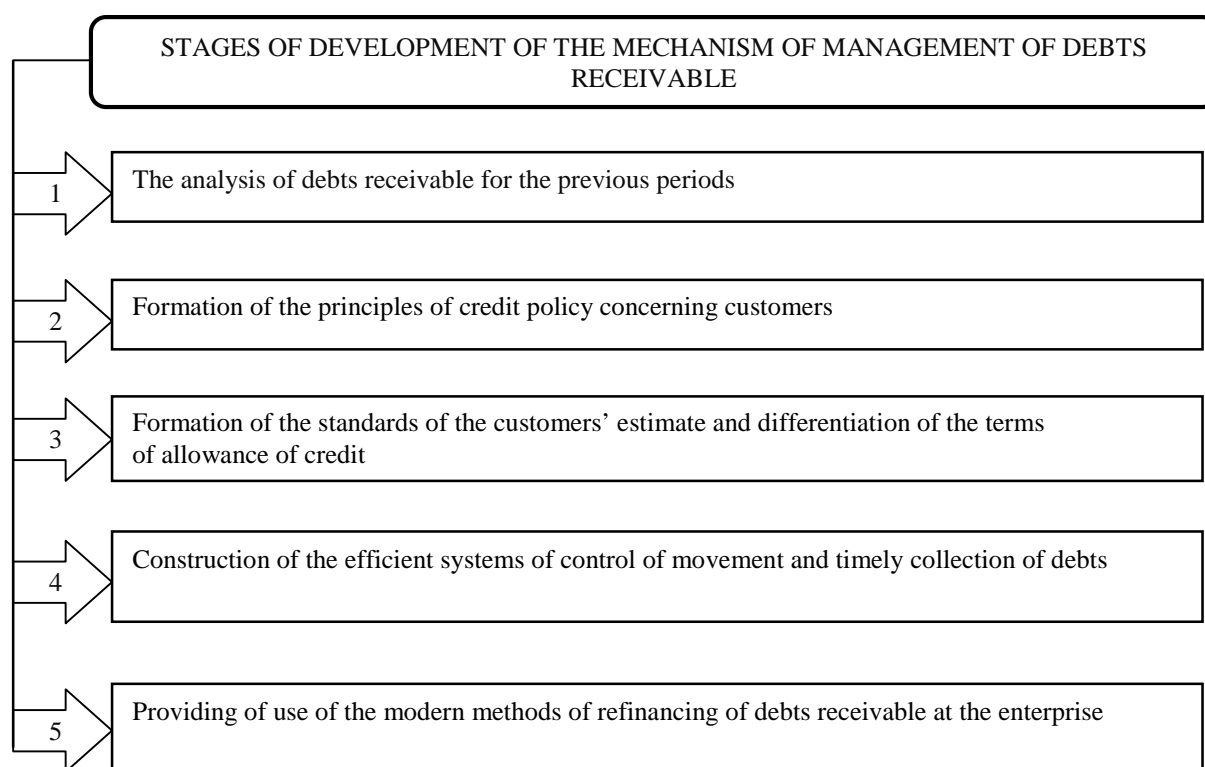 STAGES OF DEVELOPMENT OF THE MECHANISM OF MANAGEMENT OF DEBTS
RECEIVABLE
1
The analysis of debts receivable for the previous periods
2
Formation of the principles of credit policy concerning customers
3
Formation of the standards of the customers’ estimate and differentiation of the terms
of allowance of credit
4
Construction of the efficient systems of control of movement and timely collection of debts
5
Providing of use of the modern methods of refinancing of debts receivable at the enterprise